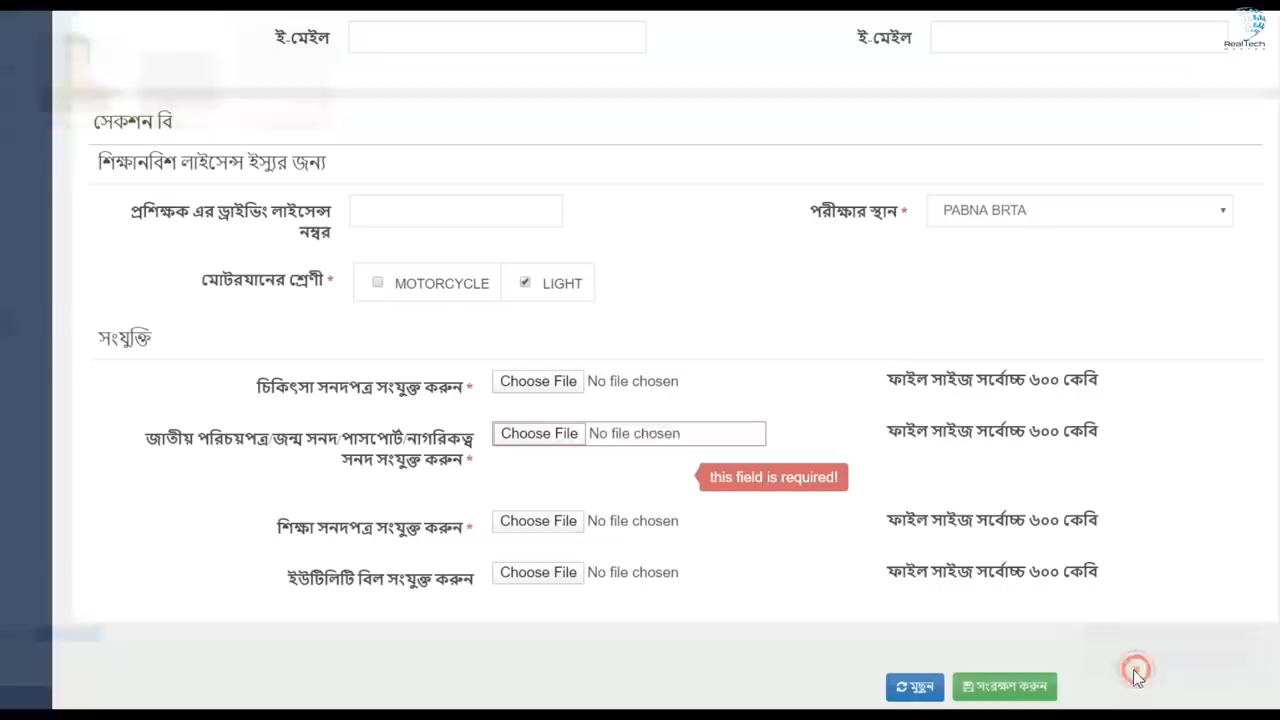 ই-মেইল ই-মেইল
RealTech
সেকশন বি
শিক্ষানবিশ লাইসেন্স ইস্যুর জন্য
প্রশিক্ষক এর ড্রাইভিং লাইসেন্স
নম্বর
পরীক্ষার স্থান * PABNA BRTA
মোটরযানের শ্রেণী * MOTORCYCLE LIGHT
সংযুক্তি
চিকিৎসা সনদপত্র সংযুক্ত করুন * Choose File No file chosen ফাইল সাইজ সর্বোচ্চ ৬০০ কেবি
জাতীয় পরিচয়পত্র/জন্ম সনদ/পাসপোর্ট/নাগরিকত্ব
সনদ সংযুক্ত করুন *
Choose File No file chosen ফাইল সাইজ সর্বোচ্চ ৬০০ কেবি
this field is required!
শিক্ষা সনদপত্র সংযুক্ত করুন * Choose File No file chosen ফাইল সাইজ সর্বোচ্চ ৬০০ কেবি
ইউটিলিটি বিল সংযুক্ত করুন Choose File No file chosen ফাইল সাইজ সর্বোচ্চ ৬০০ কেবি
মুছুন সংরক্ষণ করুন